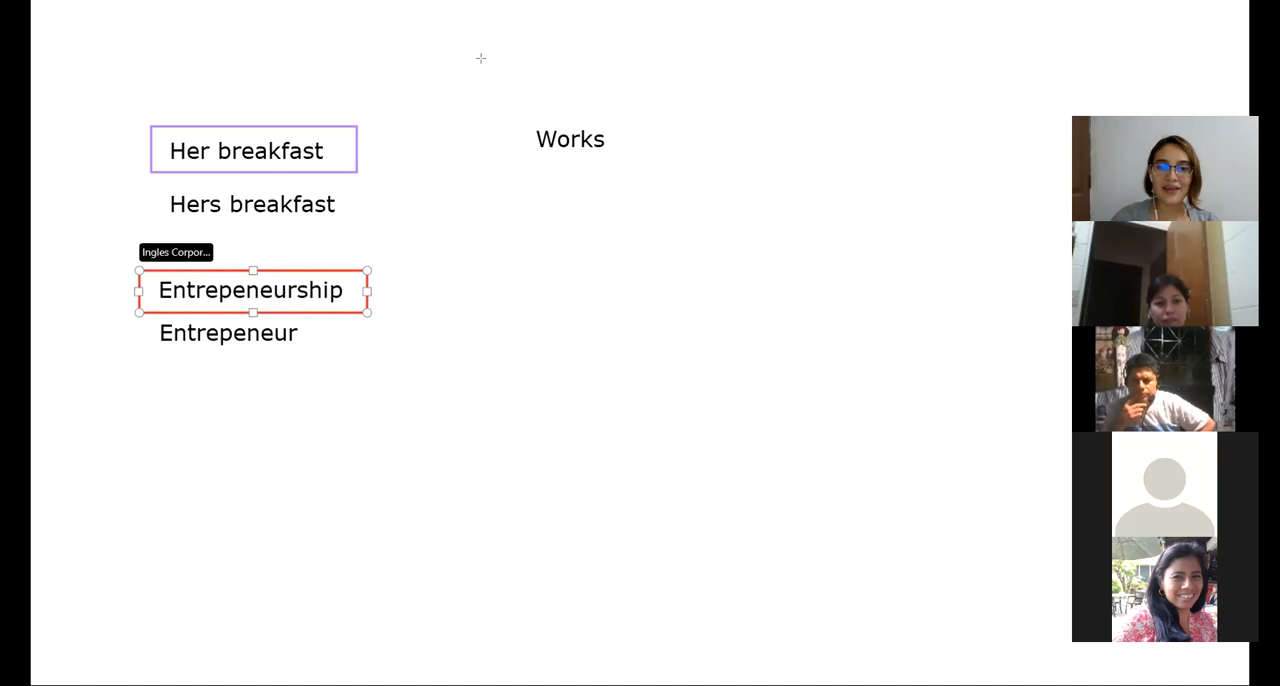 Her breakfast
Works
Hers breakfast
Ingles Corpor...
Entrepeneurship
Entrepeneur